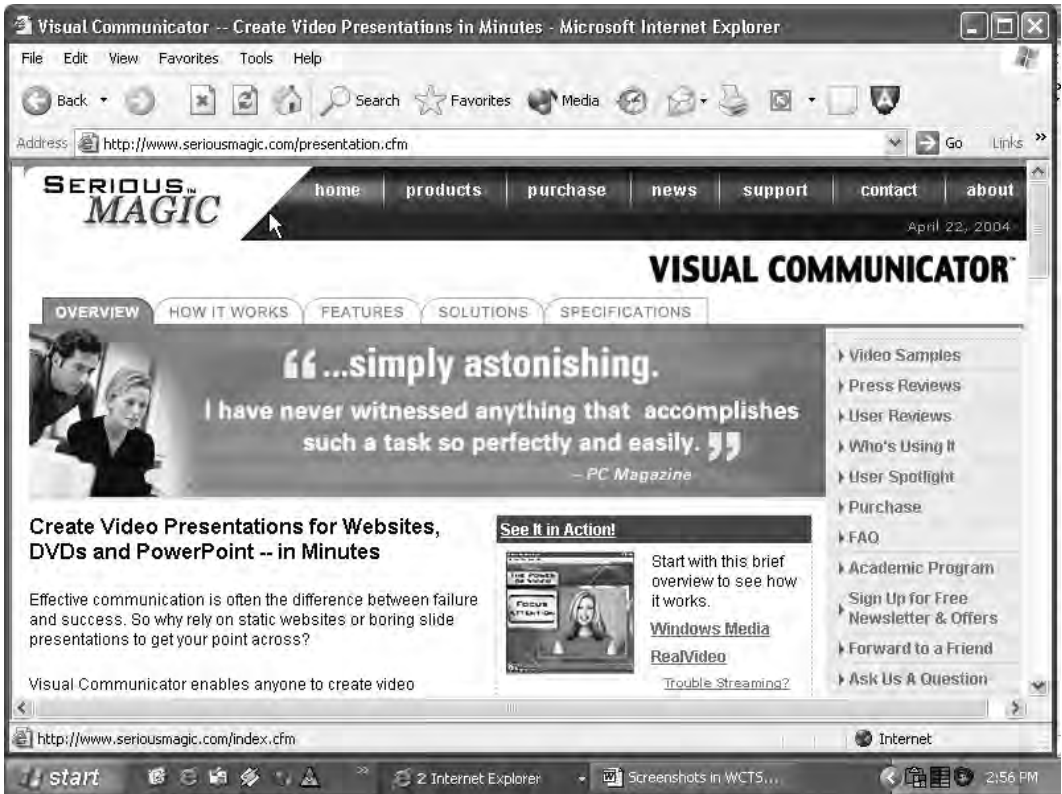 Visual Communicator -- Create Video Presentations in Minutes - Microsoft Internet Explorer
File Edit View Favorites Tools Help
Back Search Favorites Media
Address http://www.seriousmagic.com/presentation.cfm Go Links »
SERIOUS™
MAGIC
home products purchase news support contact about
April 22, 2004
VISUAL COMMUNICATOR™
OVERVIEW HOW IT WORKS FEATURES SOLUTIONS SPECIFICATIONS
“...simply astonishing.
I have never witnessed anything that accomplishes
such a task so perfectly and easily.”
– PC Magazine
Video Samples
Press Reviews
User Reviews
Who's Using It
User Spotlight
Purchase
FAQ
Academic Program
Sign Up for Free
Newsletter & Offers
Forward to a Friend
Ask Us A Question
Create Video Presentations for Websites,
DVDs and PowerPoint -- in Minutes
Effective communication is often the difference between failure
and success. So why rely on static websites or boring slide
presentations to get your point across?
Visual Communicator enables anyone to create video
See It in Action!
THE POWER
OF VIDEO
FOCUS
ATTENTION
Start with this brief
overview to see how
it works.
Windows Media
RealVideo
Trouble Streaming?
http://www.seriousmagic.com/index.cfm Internet
start » 2 Internet Explorer Screenshots in WCTS.... 2:56 PM